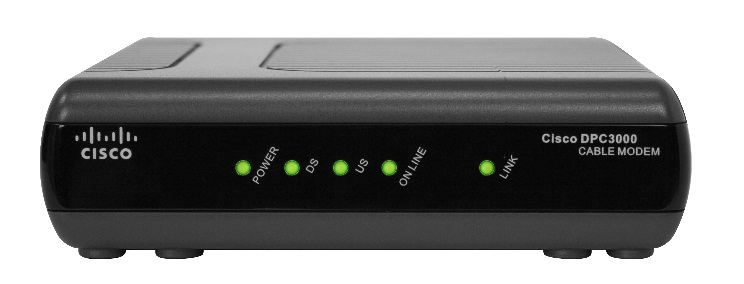 CISCO
Cisco DPC3000
CABLE MODEM
POWER
DS
US
ON LINE
LINK